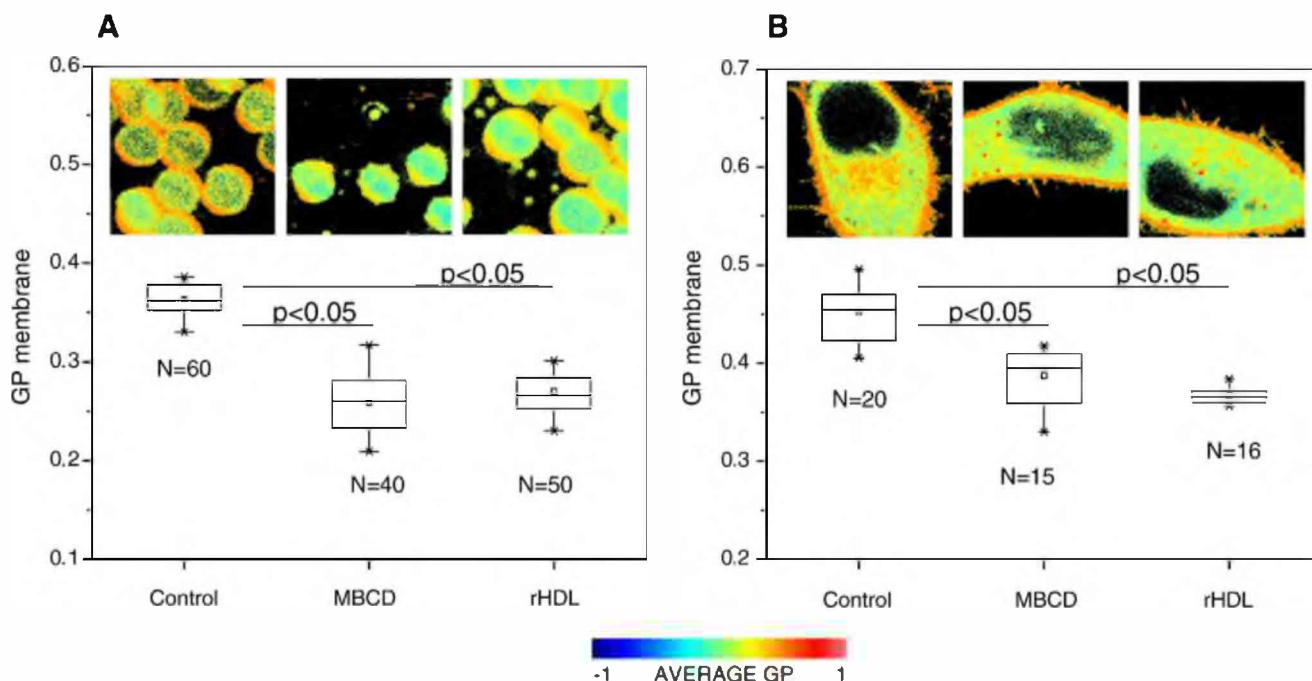 A
0.6
0.5
0.4
0.3
0.2
0.1
GP membrane
p<0.05
p<0.05
N=60
N=40
N=50
Control
MBCD
rHDL
B
0.7
0.6
0.5
0.4
0.3
0.2
GP membrane
p<0.05
p<0.05
N=20
N=15
N=16
Control
MBCD
rHDL
-1 AVERAGE GP 1